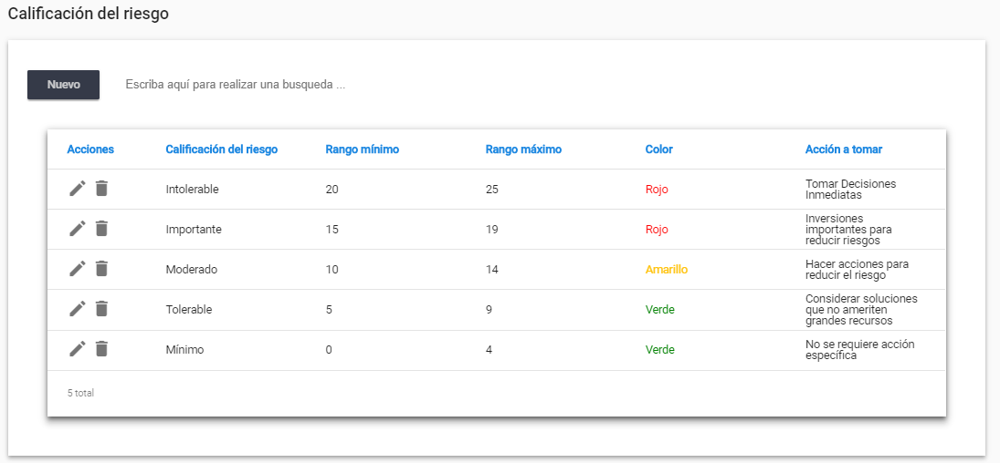 Calificación del riesgo
Nuevo Escriba aquí para realizar una busqueda ...
Acciones Calificación del riesgo Rango mínimo Rango máximo Color Acción a tomar
Intolerable 20 25 Rojo Tomar Decisiones
Inmediatas
Importante 15 19 Rojo Inversiones
importantes para
reducir riesgos
Moderado 10 14 Amarillo Hacer acciones para
reducir el riesgo
Tolerable 5 9 Verde Considerar soluciones
que no ameriten
grandes recursos
Mínimo 0 4 Verde No se requiere acción
específica
5 total